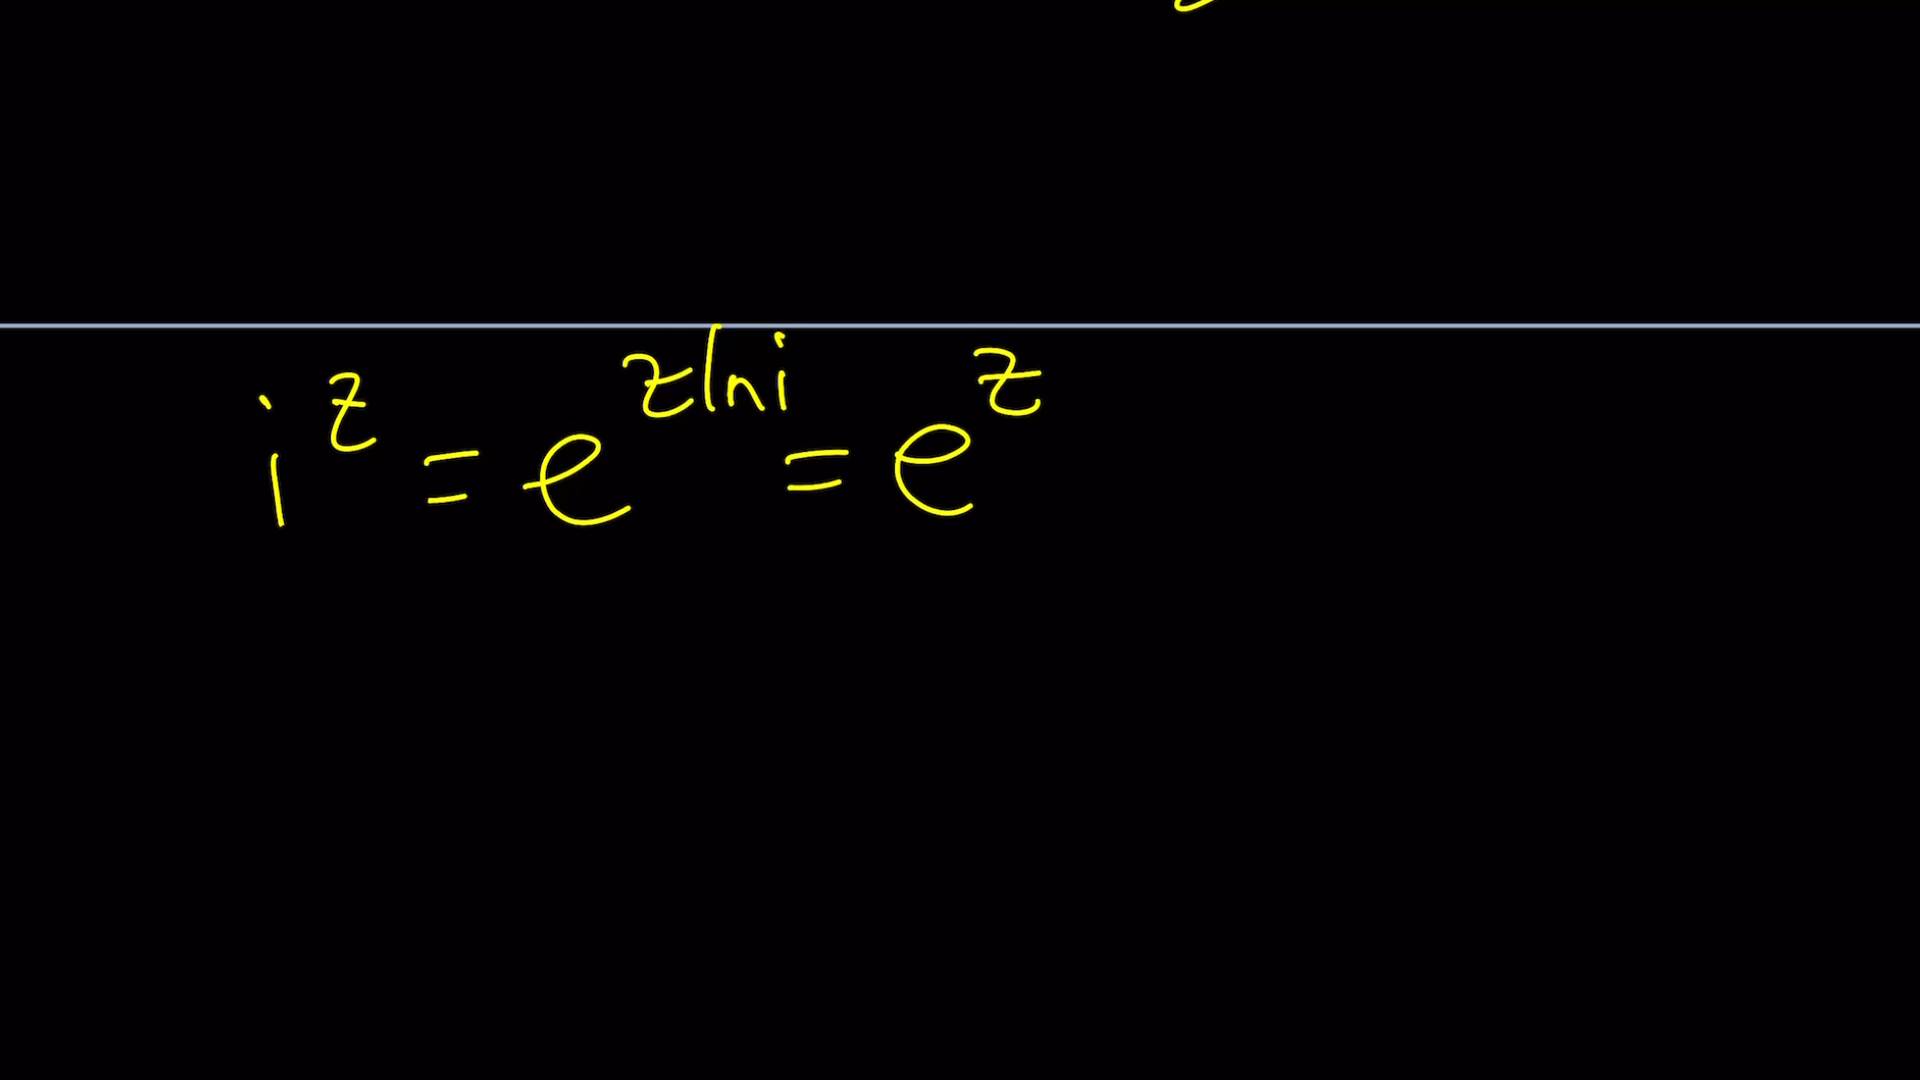 i^z = e^{z ln i} = e^z